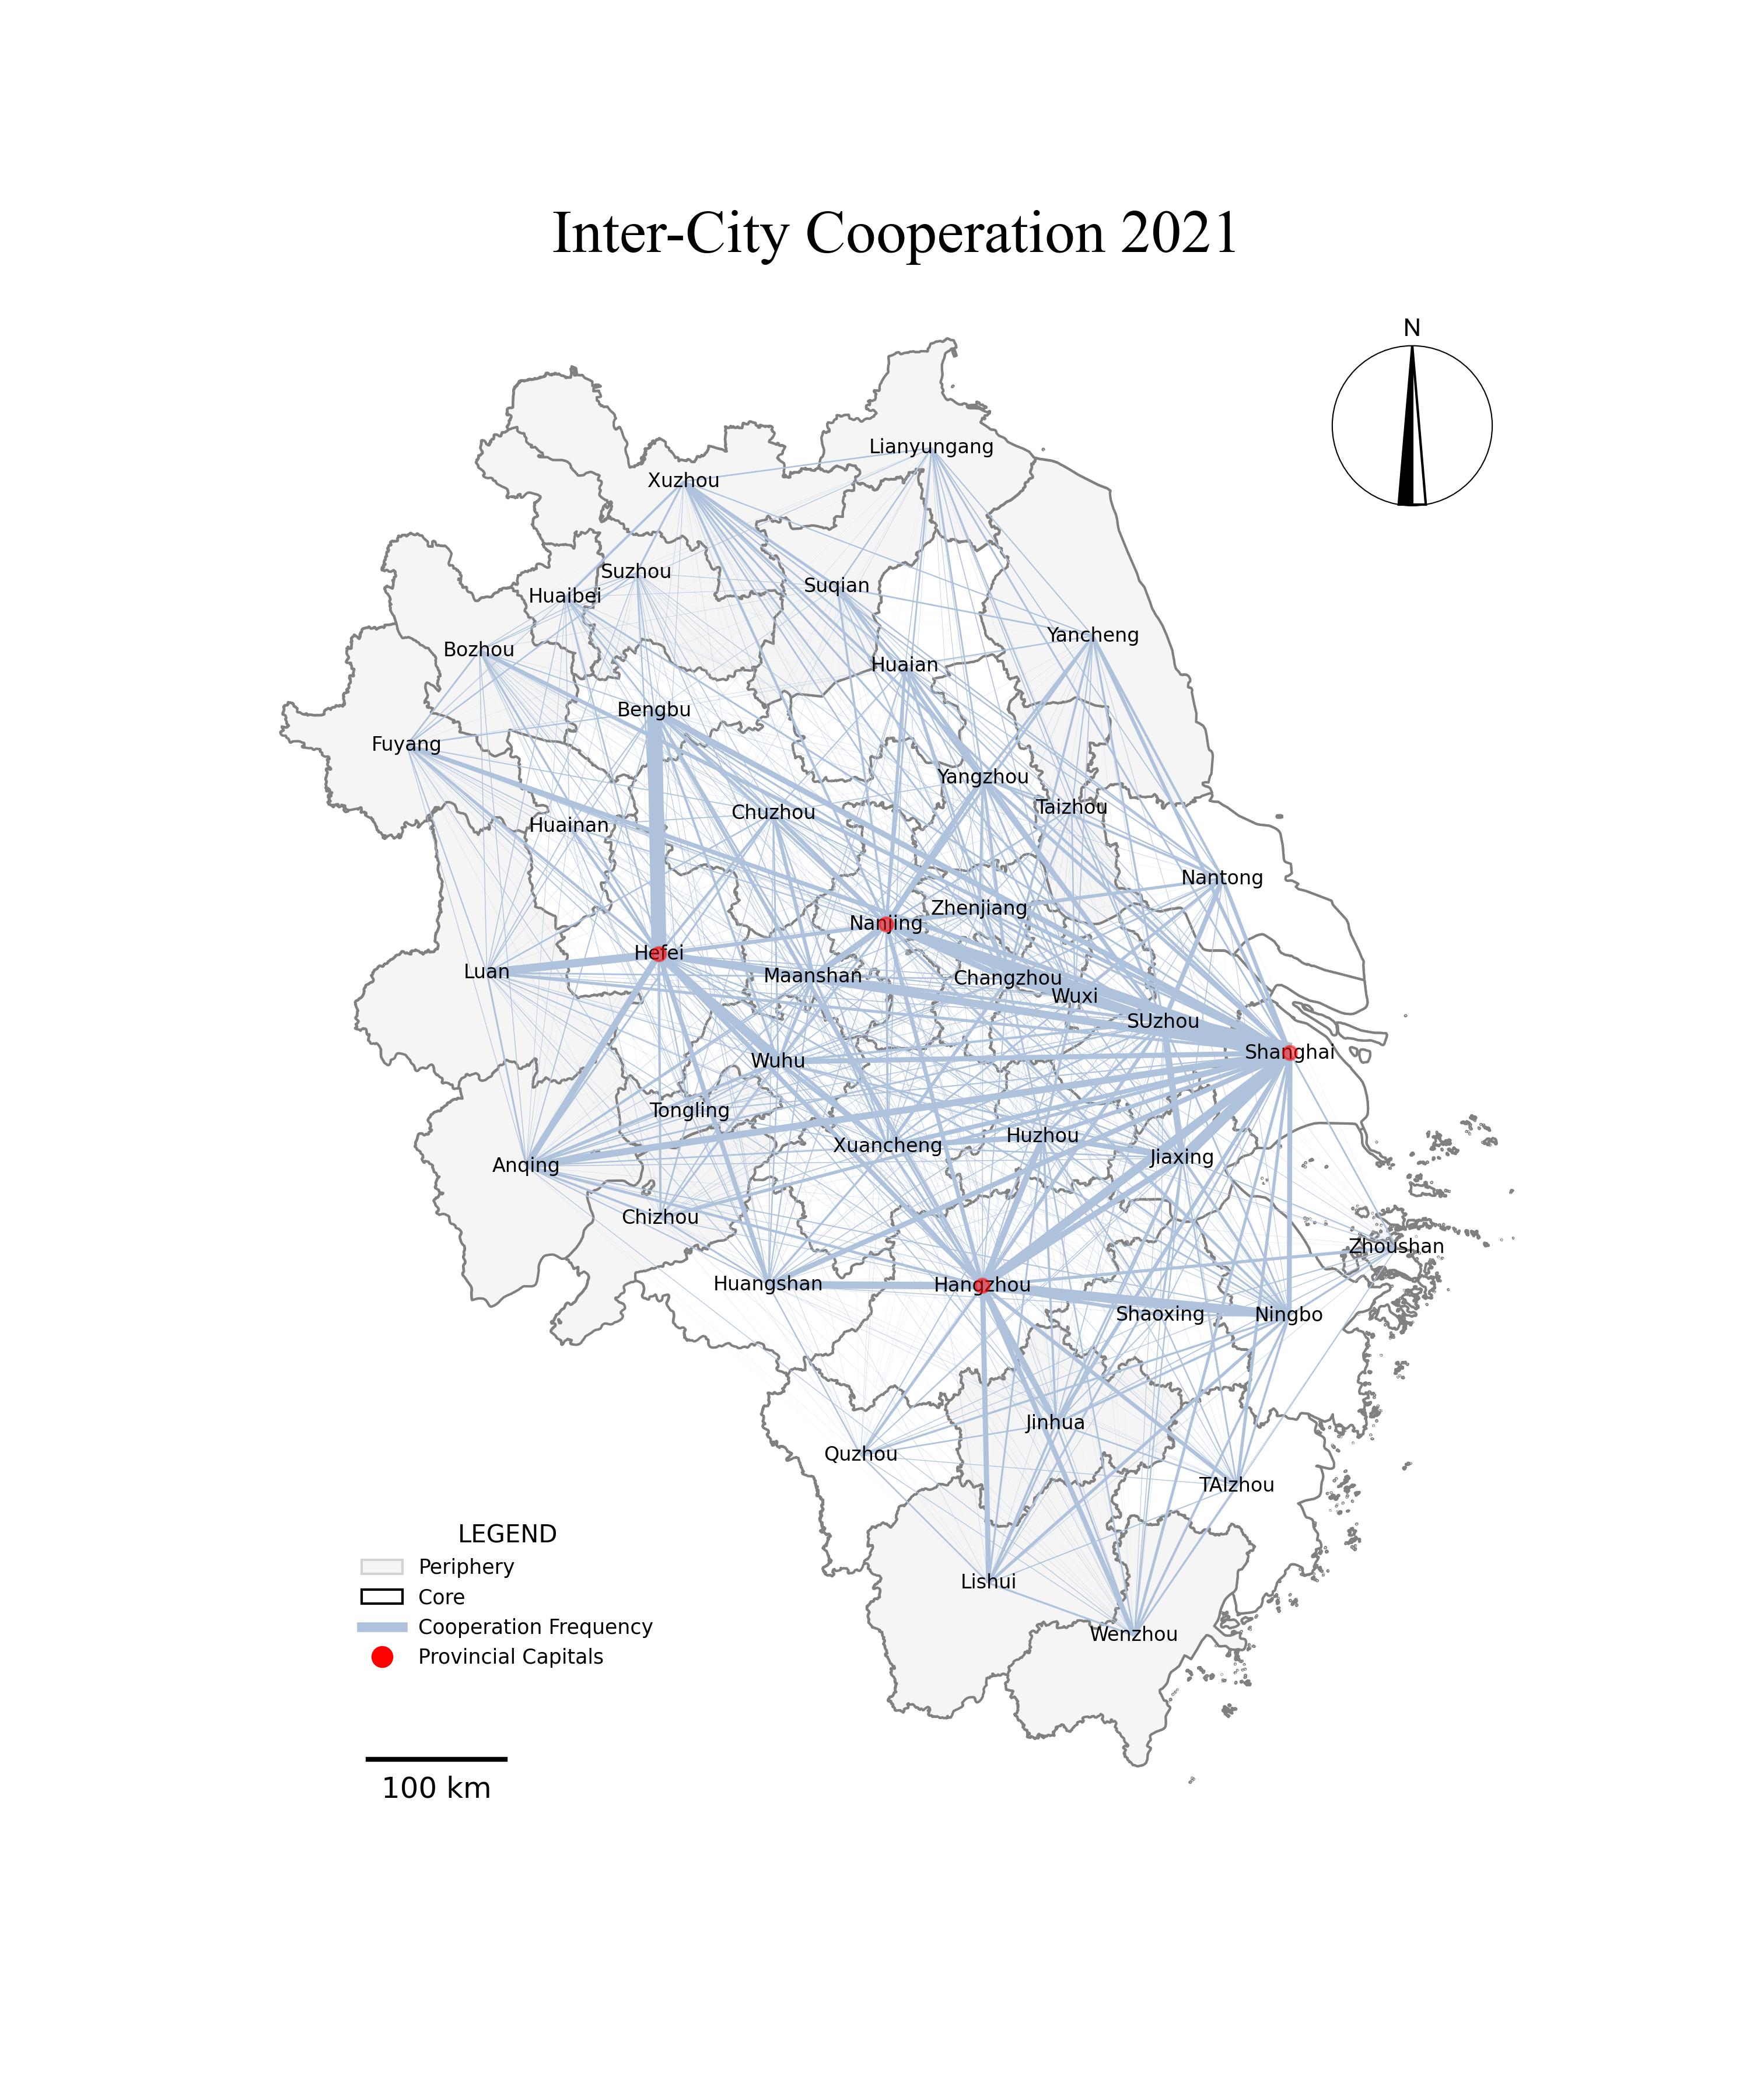 Inter-City Cooperation 2021
N
Lianyungang
Xuzhou
Suzhou
Suqian
Huaibei
Yancheng
Bozhou
Huaian
Bengbu
Fuyang
Yangzhou
Taizhou
Chuzhou
Huainan
Nantong
Zhenjiang
Nanjing
Hefei
Luan
Maanshan
Changzhou
Wuxi
SUzhou
Shanghai
Wuhu
Tongling
Huzhou
Xuancheng
Jiaxing
Anqing
Chizhou
Zhoushan
Huangshan
Hangzhou
Shaoxing
Ningbo
Jinhua
Quzhou
TAIzhou
Lishui
Wenzhou
LEGEND
Periphery
Core
Cooperation Frequency
Provincial Capitals
100 km